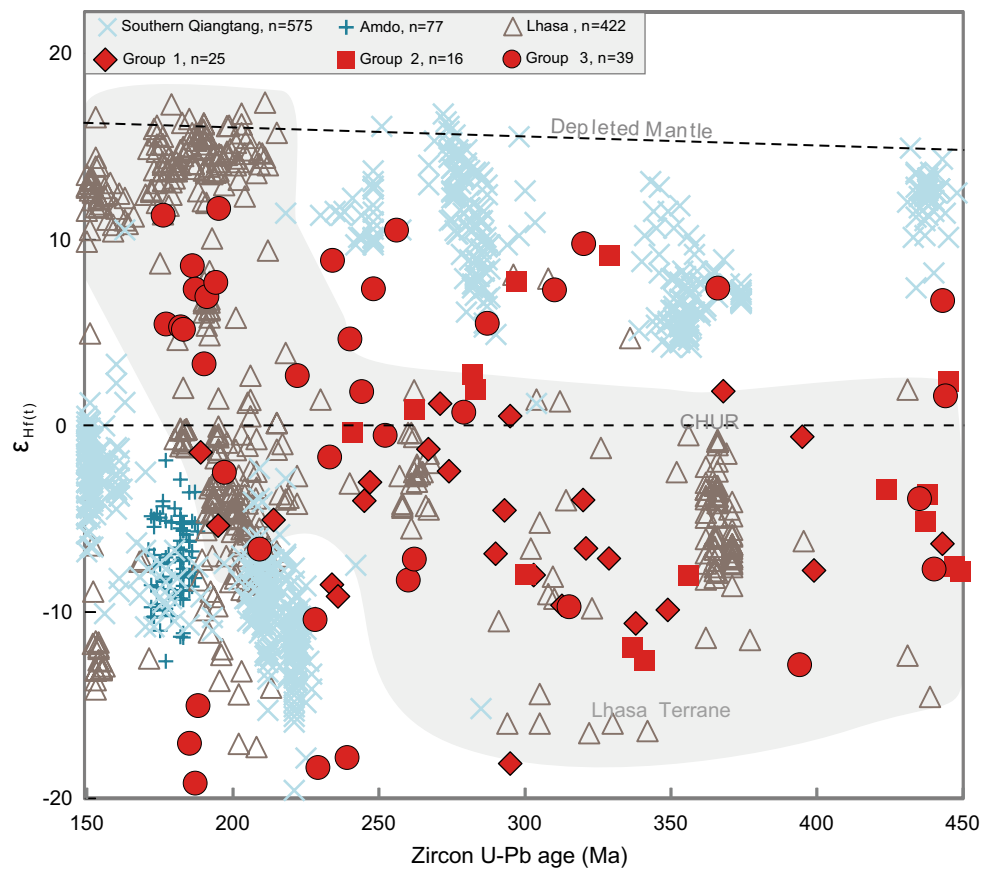 Southern Qiangtang, n=575 Amdo, n=77 Lhasa , n=422
Group 1, n=25 Group 2, n=16 Group 3, n=39
20
Depleted Mantle
10
εHf(t)
0
CHUR
-10
Lhasa Terrane
-20
150 200 250 300 350 400 450
Zircon U-Pb age (Ma)